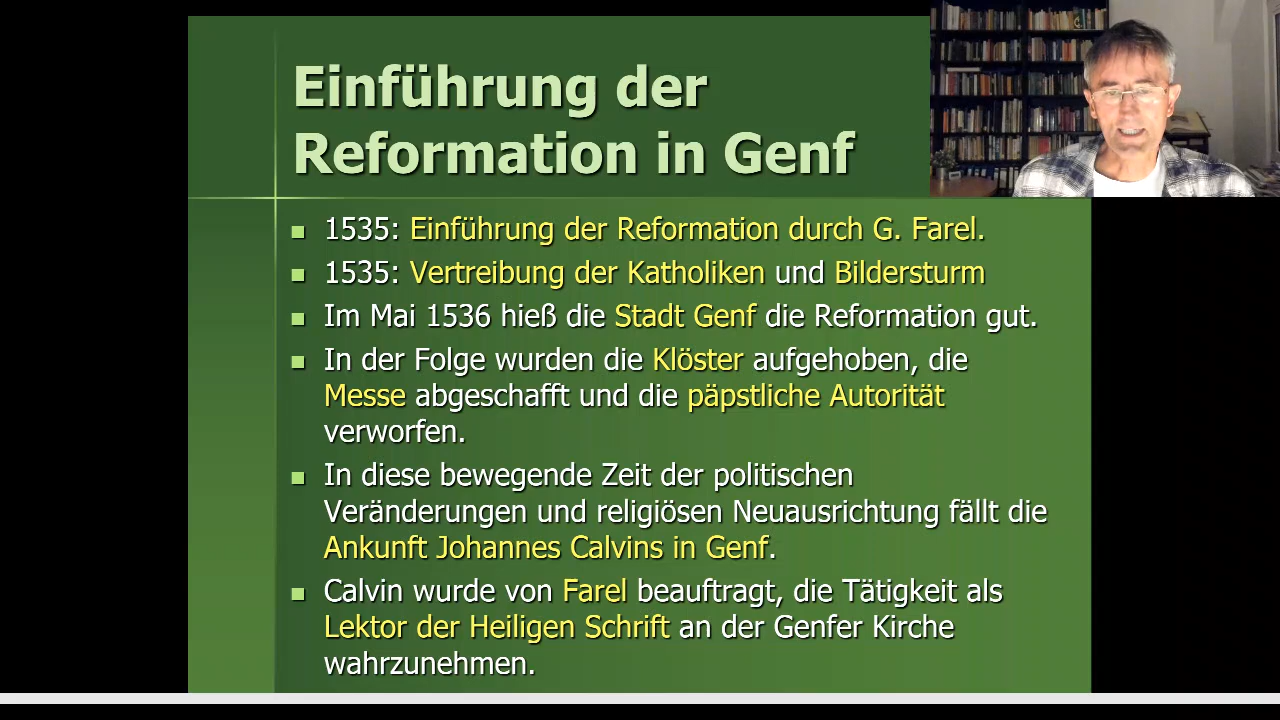 Einführung der
Reformation in Genf
1535: Einführung der Reformation durch G. Farel.
1535: Vertreibung der Katholiken und Bildersturm
Im Mai 1536 hieß die Stadt Genf die Reformation gut.
In der Folge wurden die Klöster aufgehoben, die
Messe abgeschafft und die päpstliche Autorität
verworfen.
In diese bewegende Zeit der politischen
Veränderungen und religiösen Neuausrichtung fällt die
Ankunft Johannes Calvins in Genf.
Calvin wurde von Farel beauftragt, die Tätigkeit als
Lektor der Heiligen Schrift an der Genfer Kirche
wahrzunehmen.